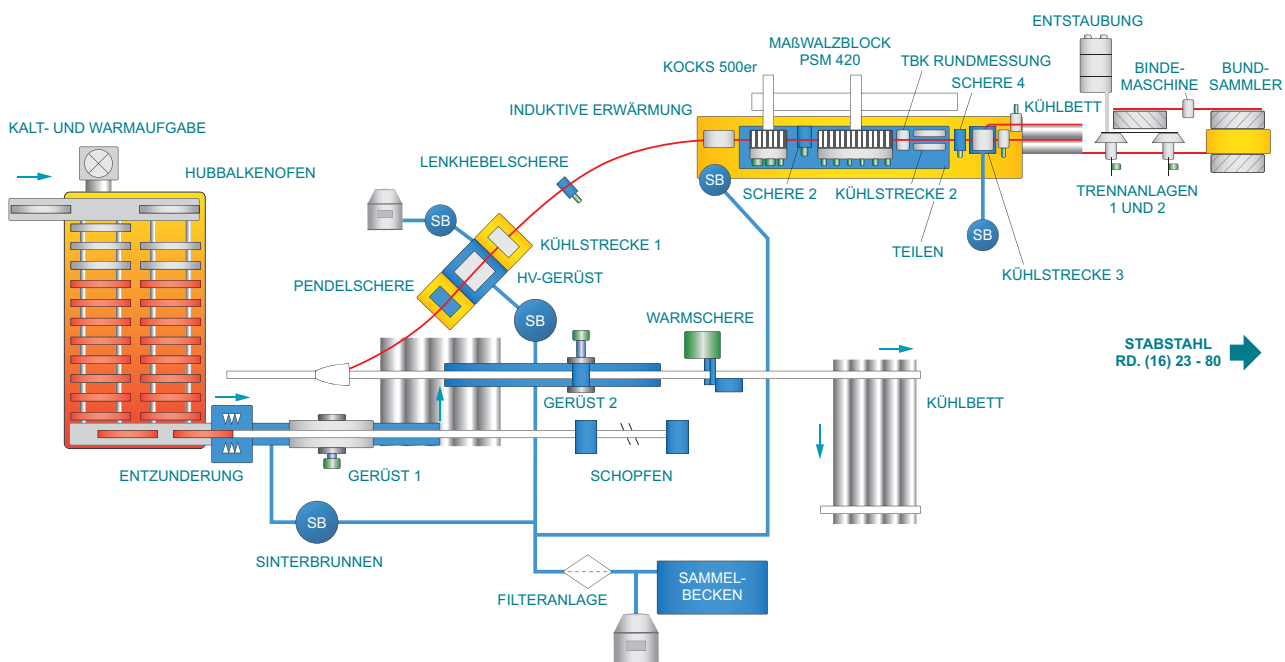 ENTSTAUBUNG
MAßWALZBLOCK
PSM 420
TBK RUNDMESSUNG
BINDE-
MASCHINE
BUND-
SAMMLER
KOCKS 500er
SCHERE 4
KÜHLBETT
INDUKTIVE ERWÄRMUNG
KALT- UND WARMAUFGABE
HUBBALKENOFEN
LENKHEBELSCHERE
SB
SCHERE 2
KÜHLSTRECKE 2
TRENNANLAGEN
1 UND 2
SB
SB
KÜHLSTRECKE 1
TEILEN
KÜHLSTRECKE 3
HV-GERÜST
PENDELSCHERE
SB
WARMSCHERE
STABSTAHL
RD. (16) 23 - 80
GERÜST 2
KÜHLBETT
ENTZUNDERUNG
GERÜST 1
SCHOPFEN
SB
SINTERBRUNNEN
FILTERANLAGE
SAMMEL-
BECKEN